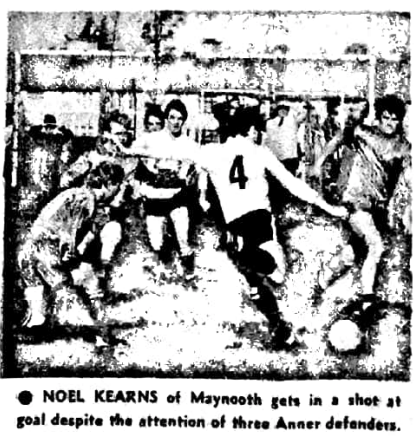 4
● NOEL KEARNS of Maynooth gets in a shot at
goal despite the attention of three Anner defenders.